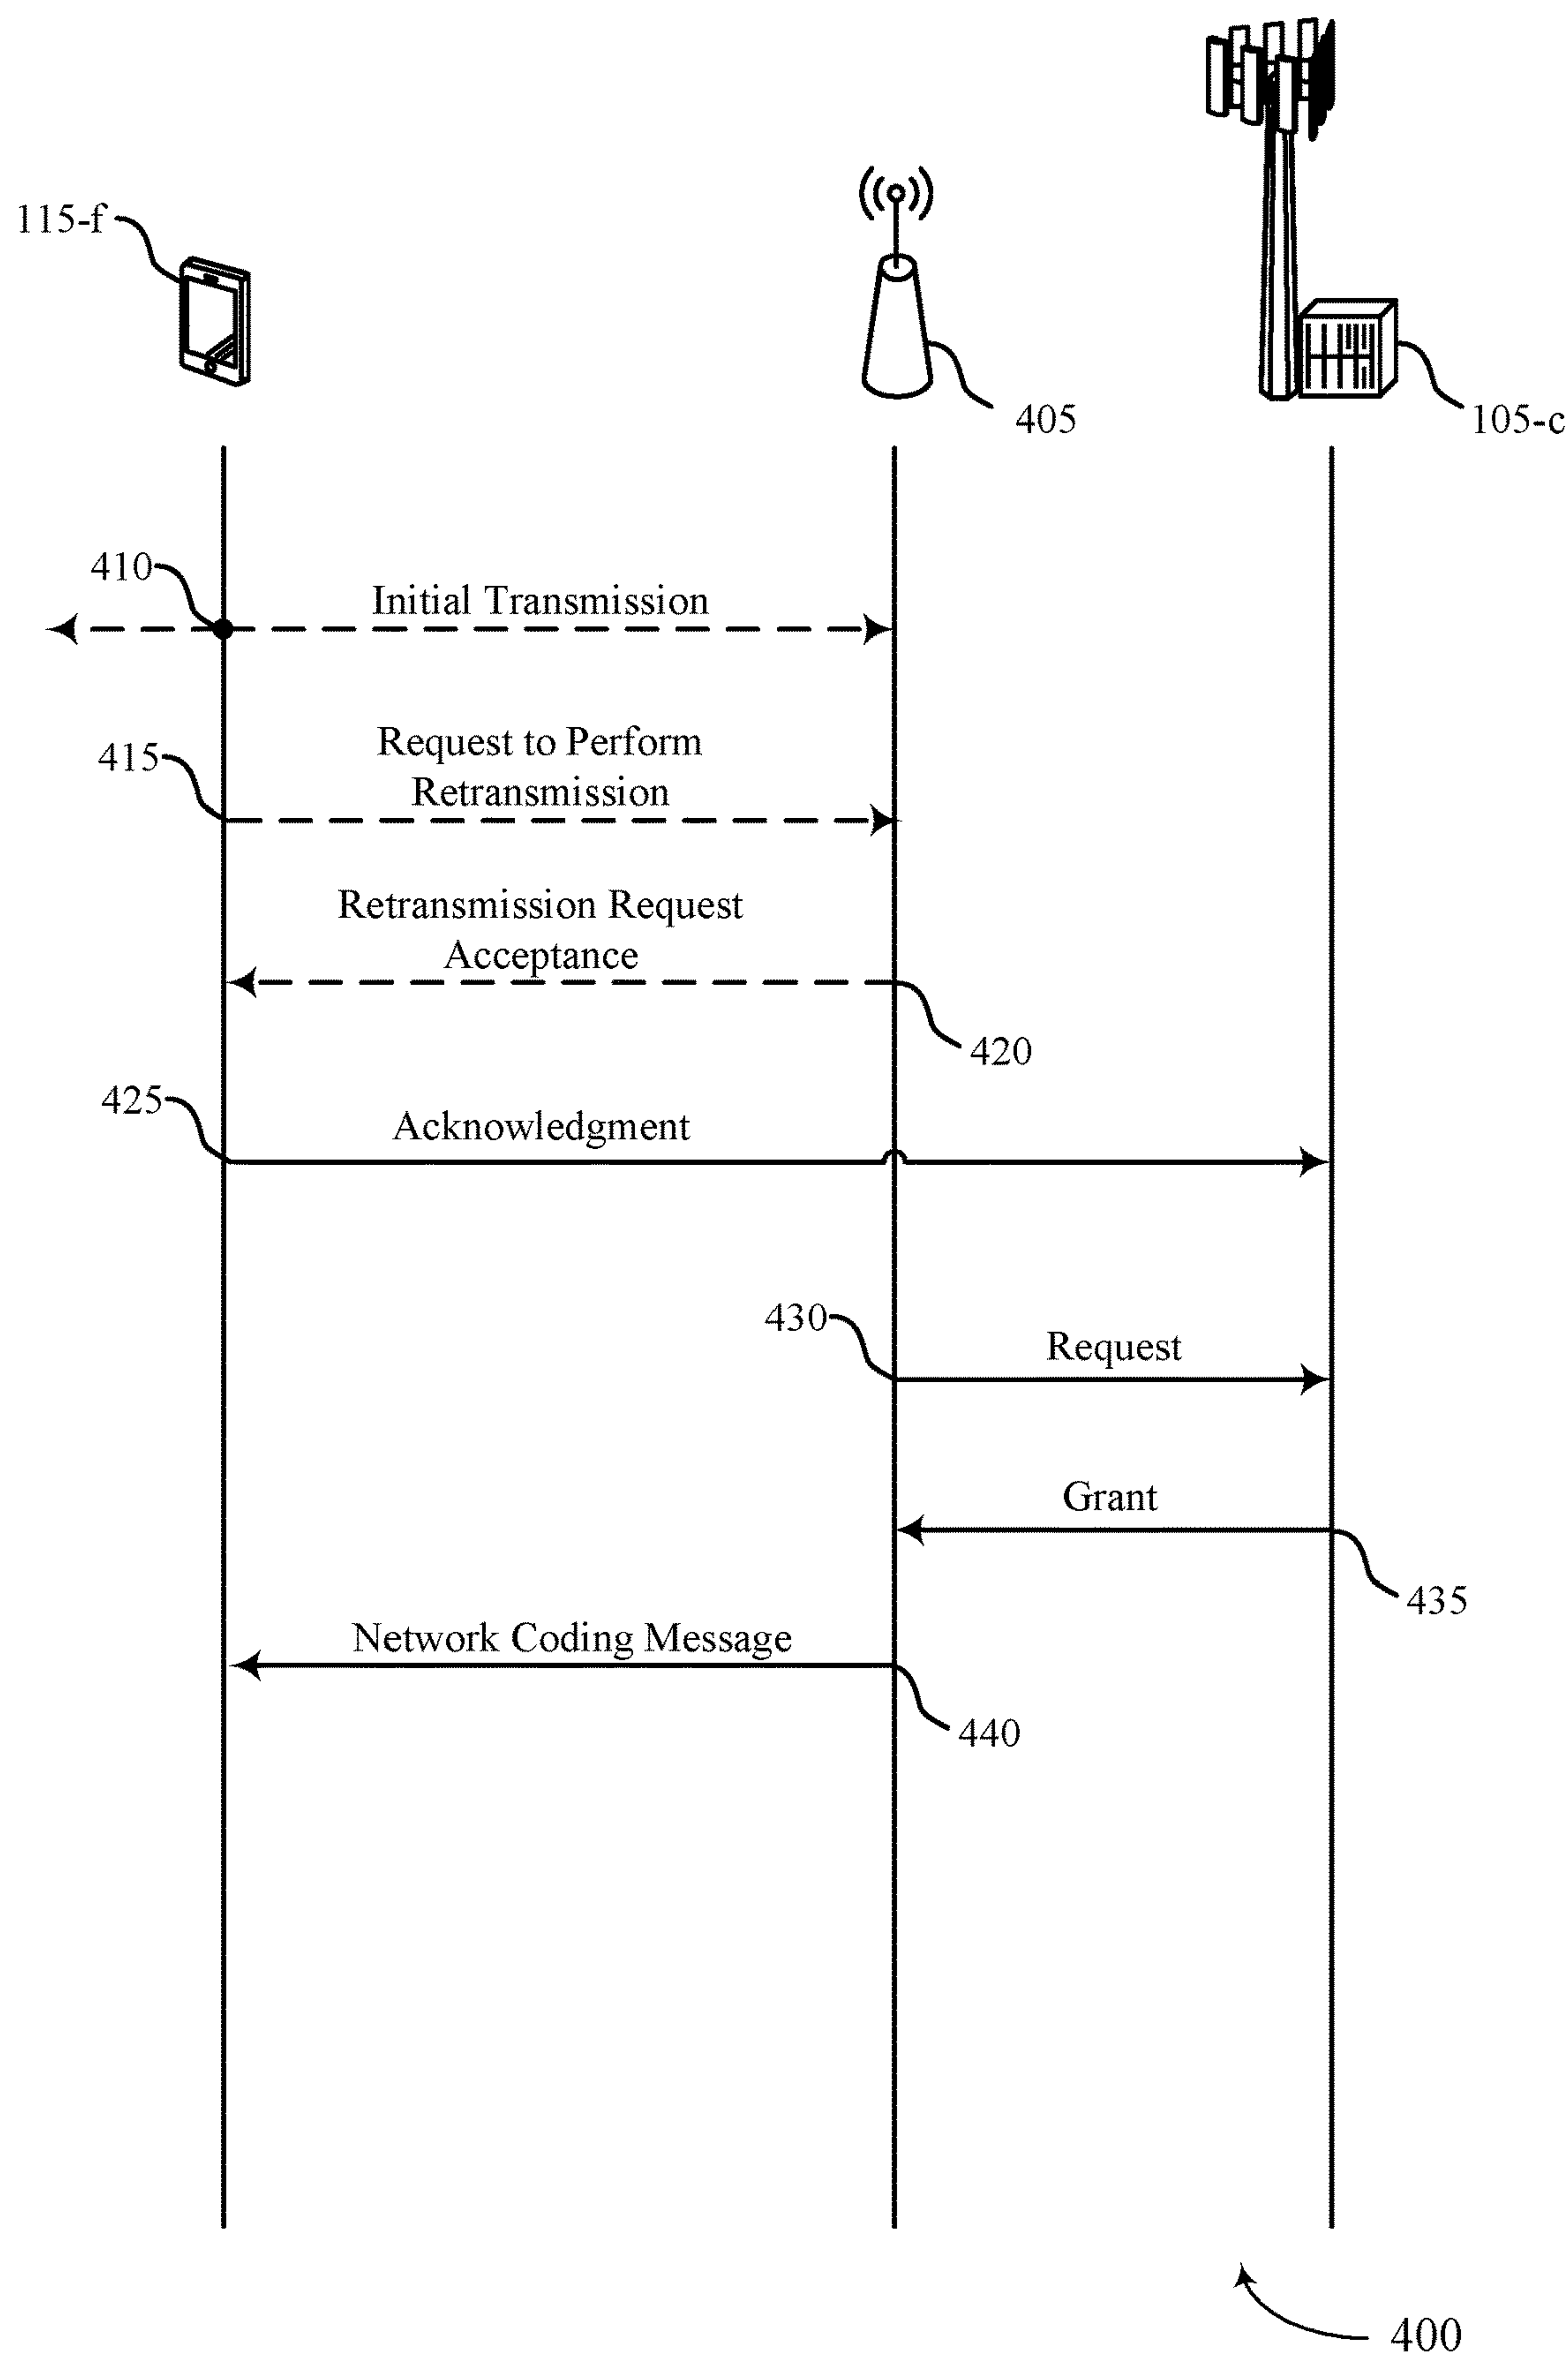 115-f
405
105-c
410
Initial Transmission
415
Request to Perform
Retransmission
Retransmission Request
Acceptance
420
425
Acknowledgment
430
Request
Grant
435
Network Coding Message
440
400